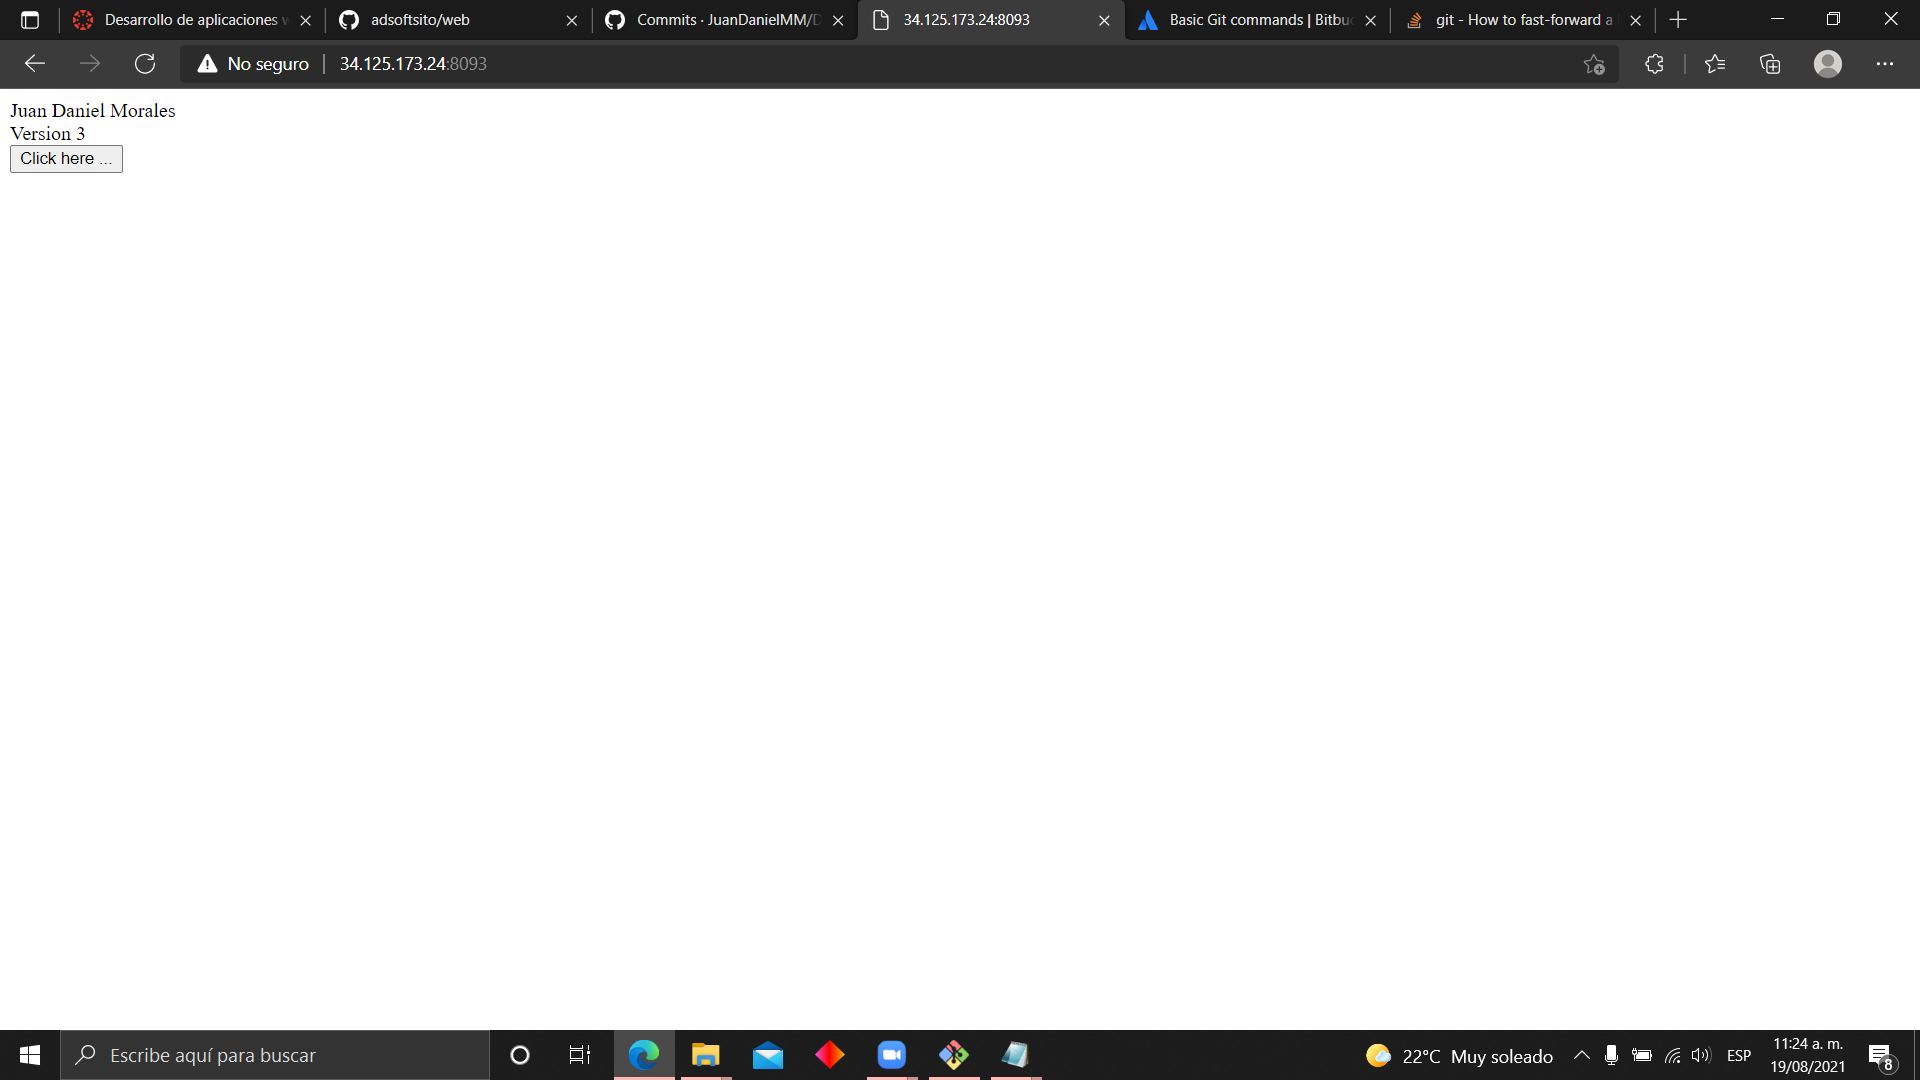 Desarrollo de aplicaciones w
adsoftsito/web
Commits · JuanDanielMM/D
34.125.173.24:8093
Basic Git commands | Bitbuc
git - How to fast-forward a
No seguro
34.125.173.24:8093
Juan Daniel Morales
Version 3
Click here ...
Escribe aquí para buscar
22°C Muy soleado
ESP
11:24 a. m.
19/08/2021
8